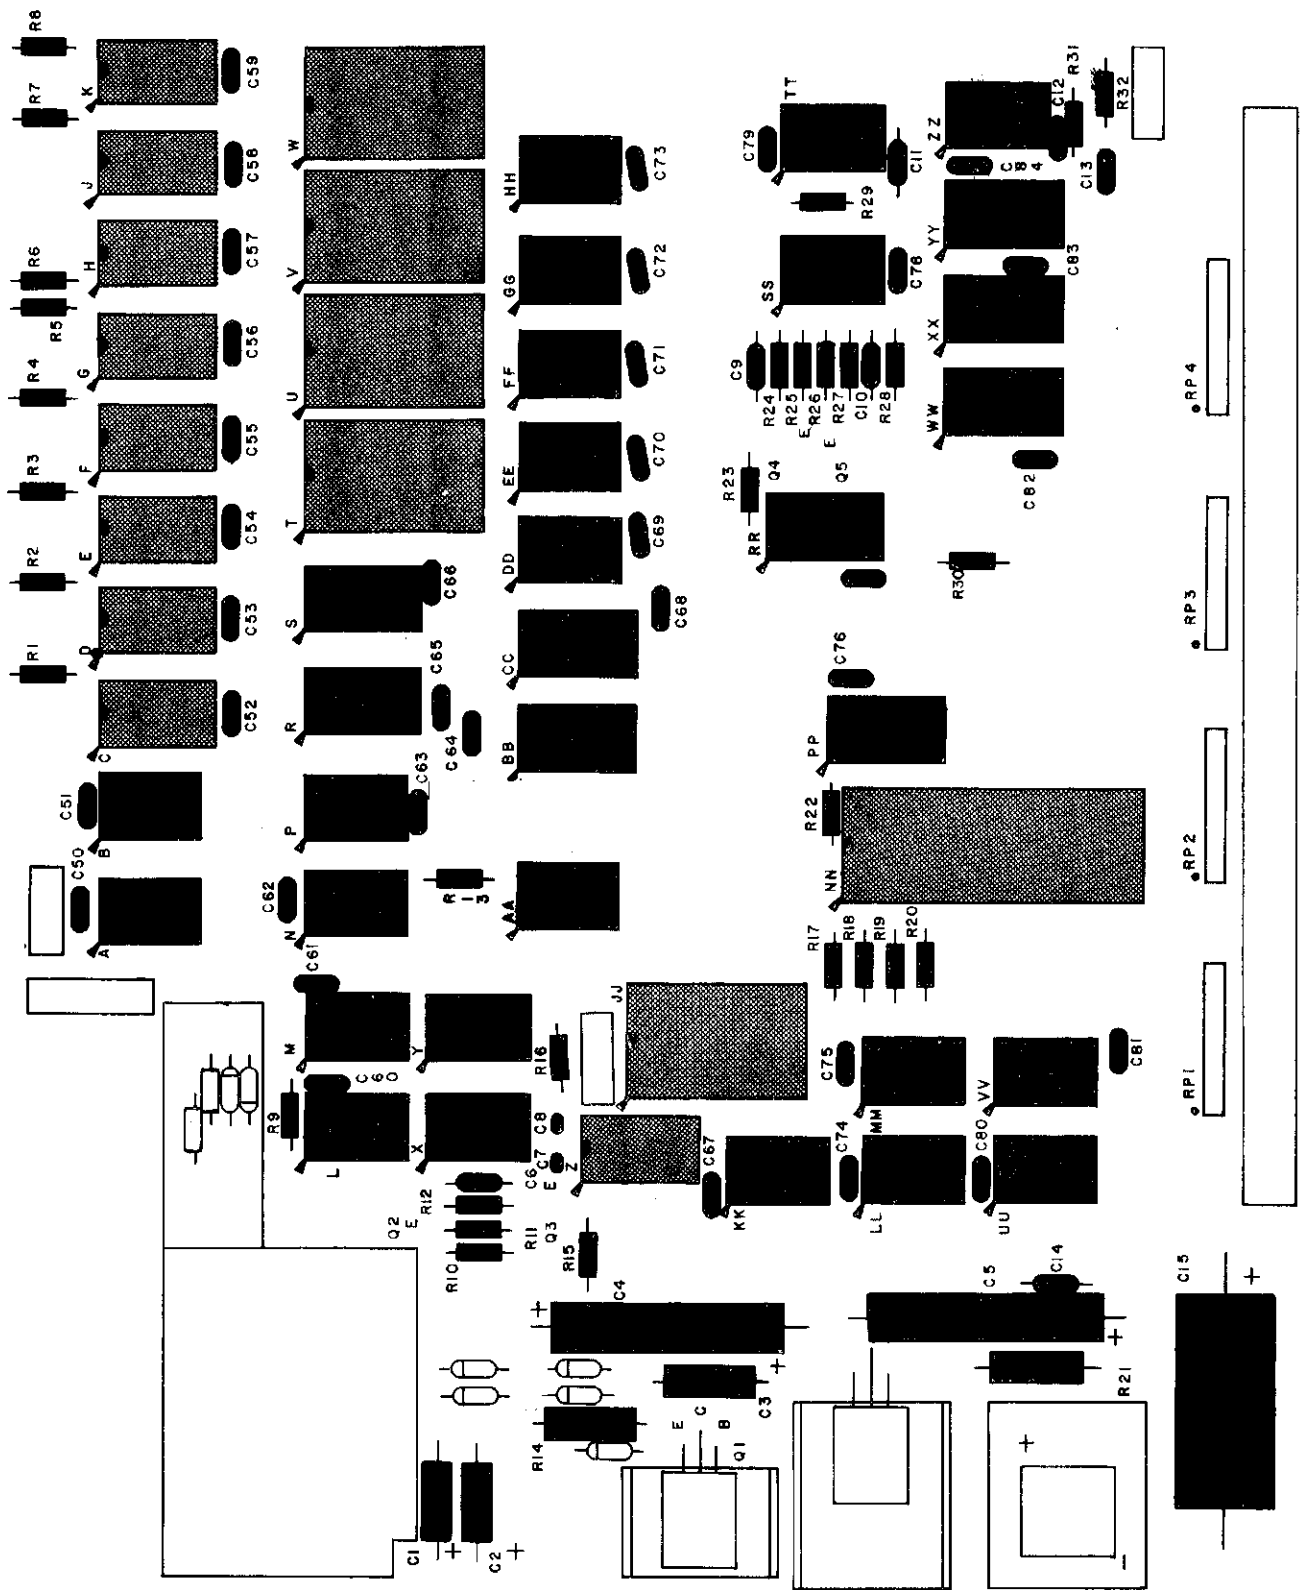 R8
R7
R6
R5
R4
R3
R2
R1
K
J
H
G
F
E
D
C
B
A
C59
C58
C57
C56
C55
C54
C53
C52
C51
C50
W
V
U
T
S
R
P
N
M
L
C66
C65
C64
C63
C62
C61
C60
R13
R9
HH
GG
FF
EE
DD
CC
BB
AA
Y
X
C73
C72
C71
C70
C69
C68
R16
C8
C7
E
C6
R12
Q2
E
R11
Q3
R10
R15
JJ
Z
C67
KK
TT
C79
C11
R29
SS
C78
C9
R24
R25
E
R26
E
R27
C10
R28
R23
Q4
Q5
RR
C76
PP
R22
NN
R17
R18
R19
R20
C75
MM
C74
LL
VV
C81
C80
UU
ZZ
C12
R31
R32
C84
C13
YY
C83
XX
WW
C82
R30
RP4
RP3
RP2
RP1
C4
+
C3
+
R14
E
C
B
Q1
C1
+
C2
+
C5
+
C14
R21
+
-
C15
+